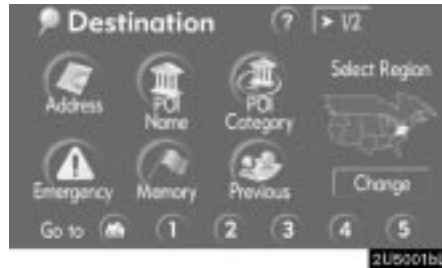 Destination ? > 1/2
Select Region
Address POI Name POI Category
Emergency Memory Previous
Change
Go to 1 2 3 4 5
2U5001bL